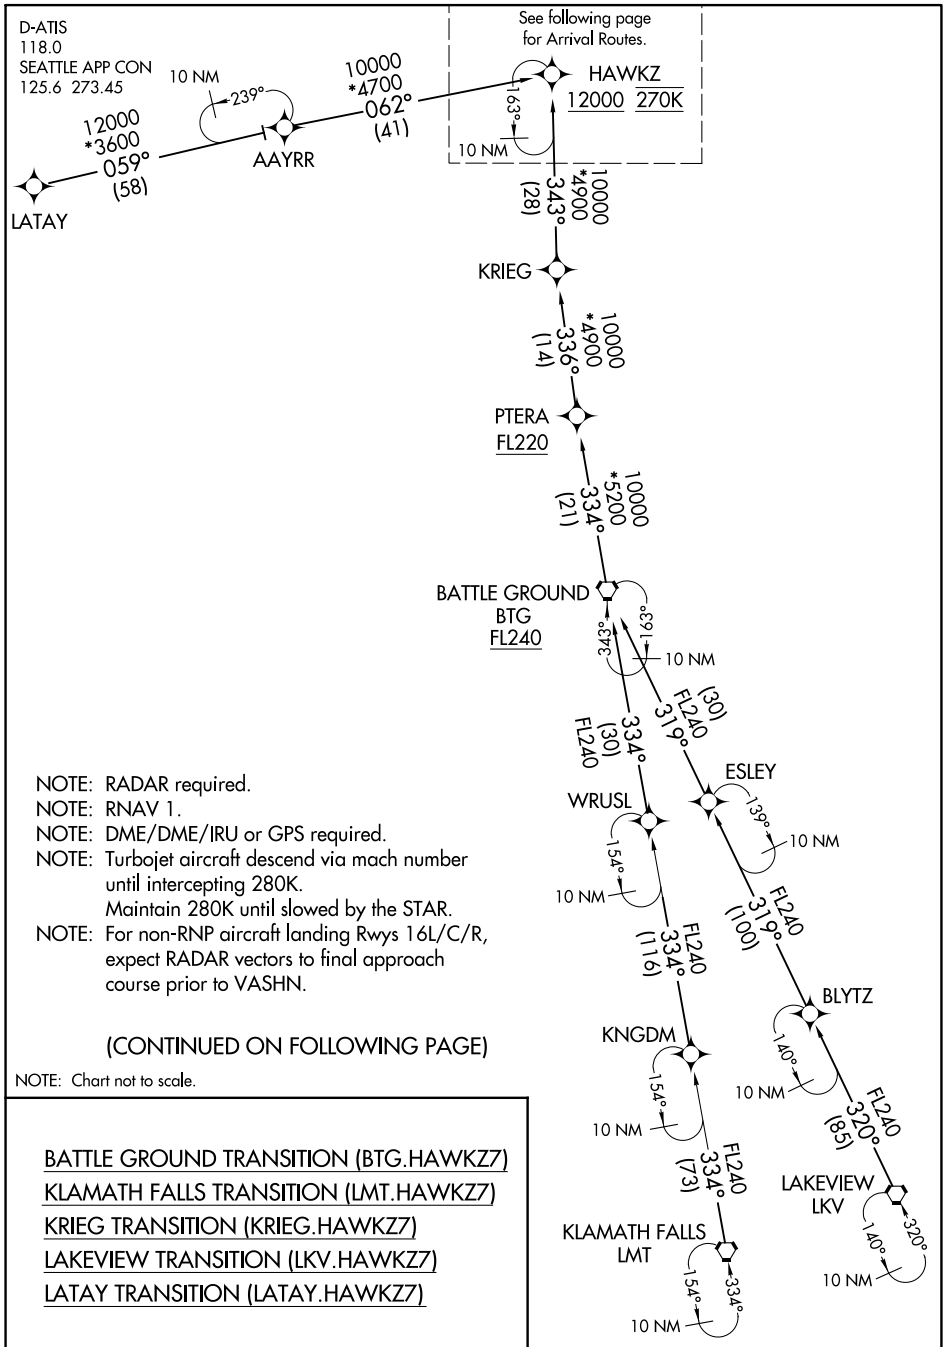 D-ATIS
118.0
SEATTLE APP CON
125.6 273.45
See following page
for Arrival Routes.
HAWKZ
12000 270K
163°
10 NM
10 NM
239°
10000
*4700
062°
(41)
AAYRR
12000
*3600
059°
(58)
LATAY
10000
*4900
343°
(28)
KRIEG
10000
*4900
336°
(14)
PTERA
FL220
10000
*5200
334°
(21)
BATTLE GROUND
BTG
FL240
343°
163°
10 NM
334°
(30)
FL240
(30)
FL240
319°
WRUSL
154°
10 NM
ESLEY
139°
10 NM
FL240
334°
(116)
FL240
319°
(100)
KNGDM
154°
10 NM
BLYTZ
140°
10 NM
FL240
334°
(73)
FL240
320°
(85)
KLAMATH FALLS
LMT
154°
334°
10 NM
LAKEVIEW
LKV
140°
320°
10 NM
NOTE: RADAR required.
NOTE: RNAV 1.
NOTE: DME/DME/IRU or GPS required.
NOTE: Turbojet aircraft descend via mach number
until intercepting 280K.
Maintain 280K until slowed by the STAR.
NOTE: For non-RNP aircraft landing Rwys 16L/C/R,
expect RADAR vectors to final approach
course prior to VASHN.
(CONTINUED ON FOLLOWING PAGE)
NOTE: Chart not to scale.
BATTLE GROUND TRANSITION (BTG.HAWKZ7)
KLAMATH FALLS TRANSITION (LMT.HAWKZ7)
KRIEG TRANSITION (KRIEG.HAWKZ7)
LAKEVIEW TRANSITION (LKV.HAWKZ7)
LATAY TRANSITION (LATAY.HAWKZ7)